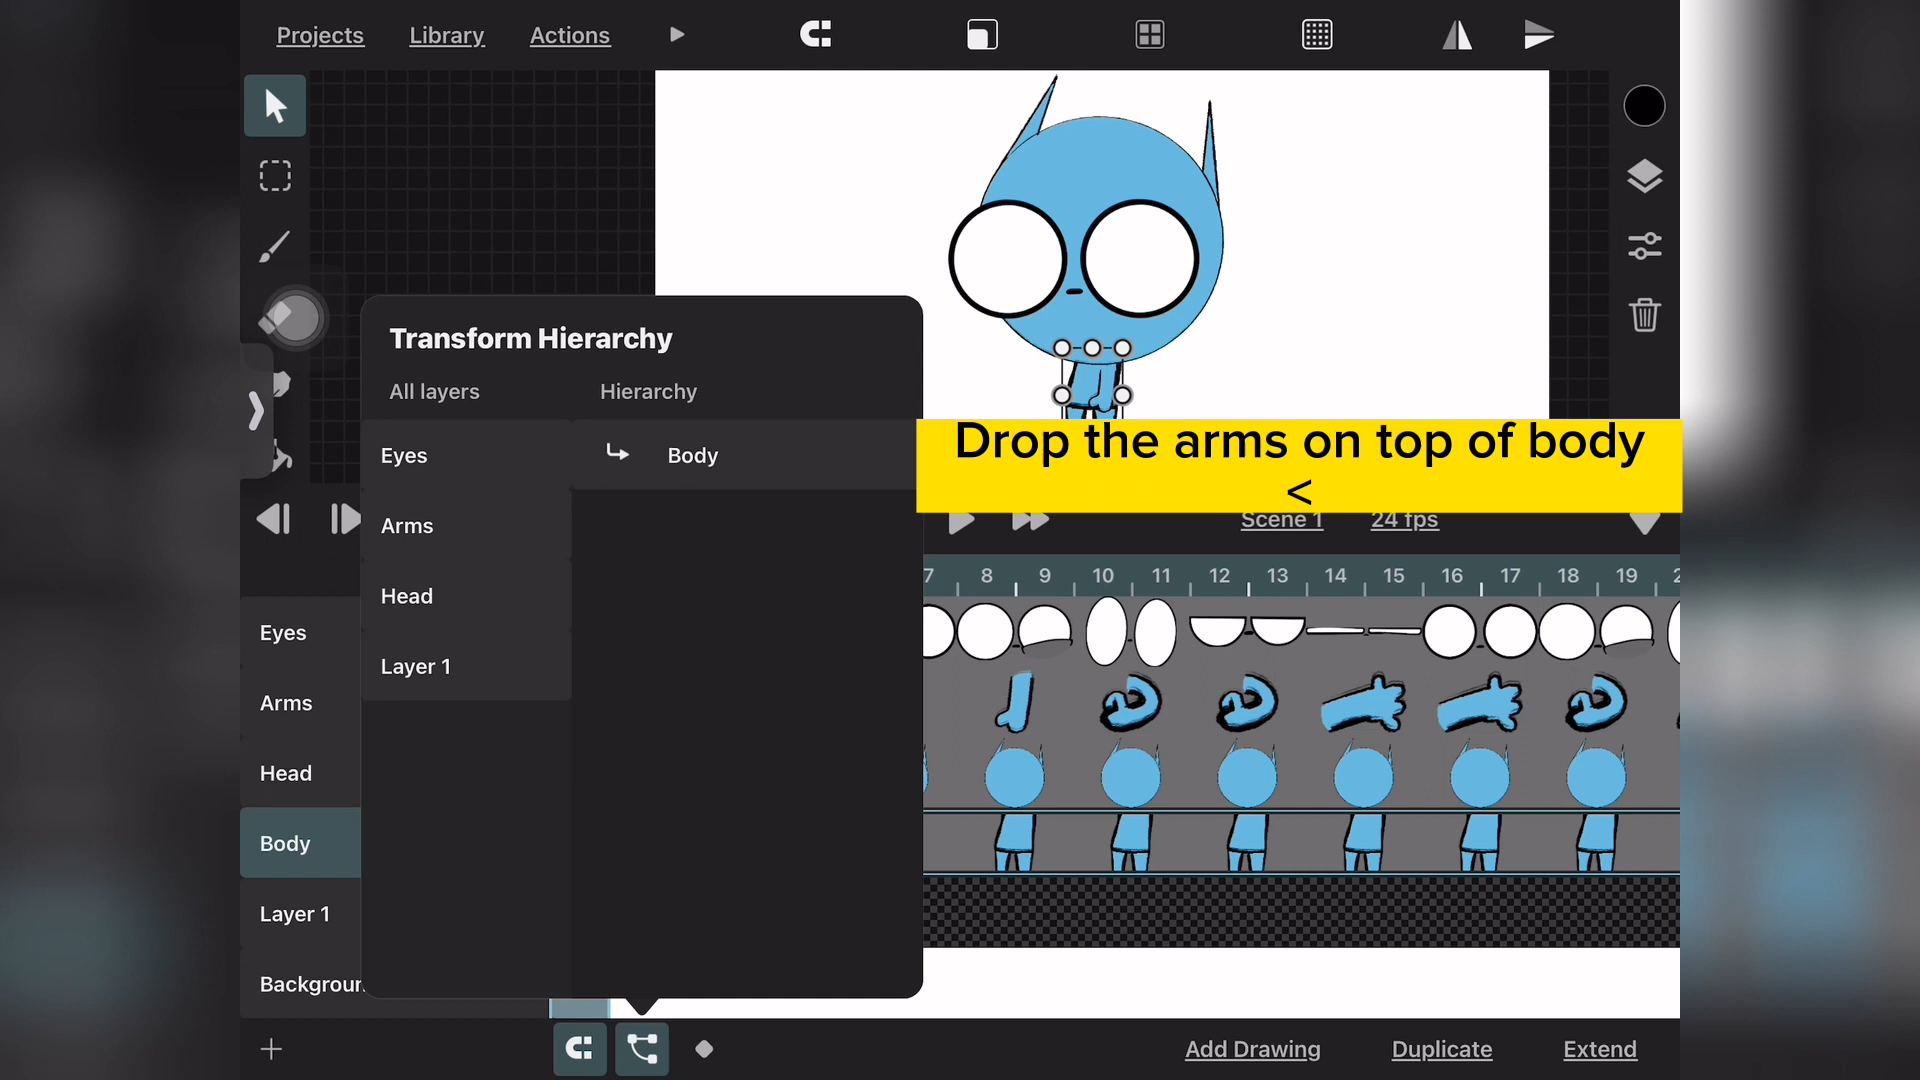 Projects Library Actions
Transform Hierarchy
All layers Hierarchy
Eyes Body
Arms
Head
Layer 1
Drop the arms on top of body
<
Scene 1 24 fps
7 8 9 10 11 12 13 14 15 16 17 18 19 2
Eyes
Arms
Head
Body
Layer 1
Backgroun
+ Add Drawing Duplicate Extend